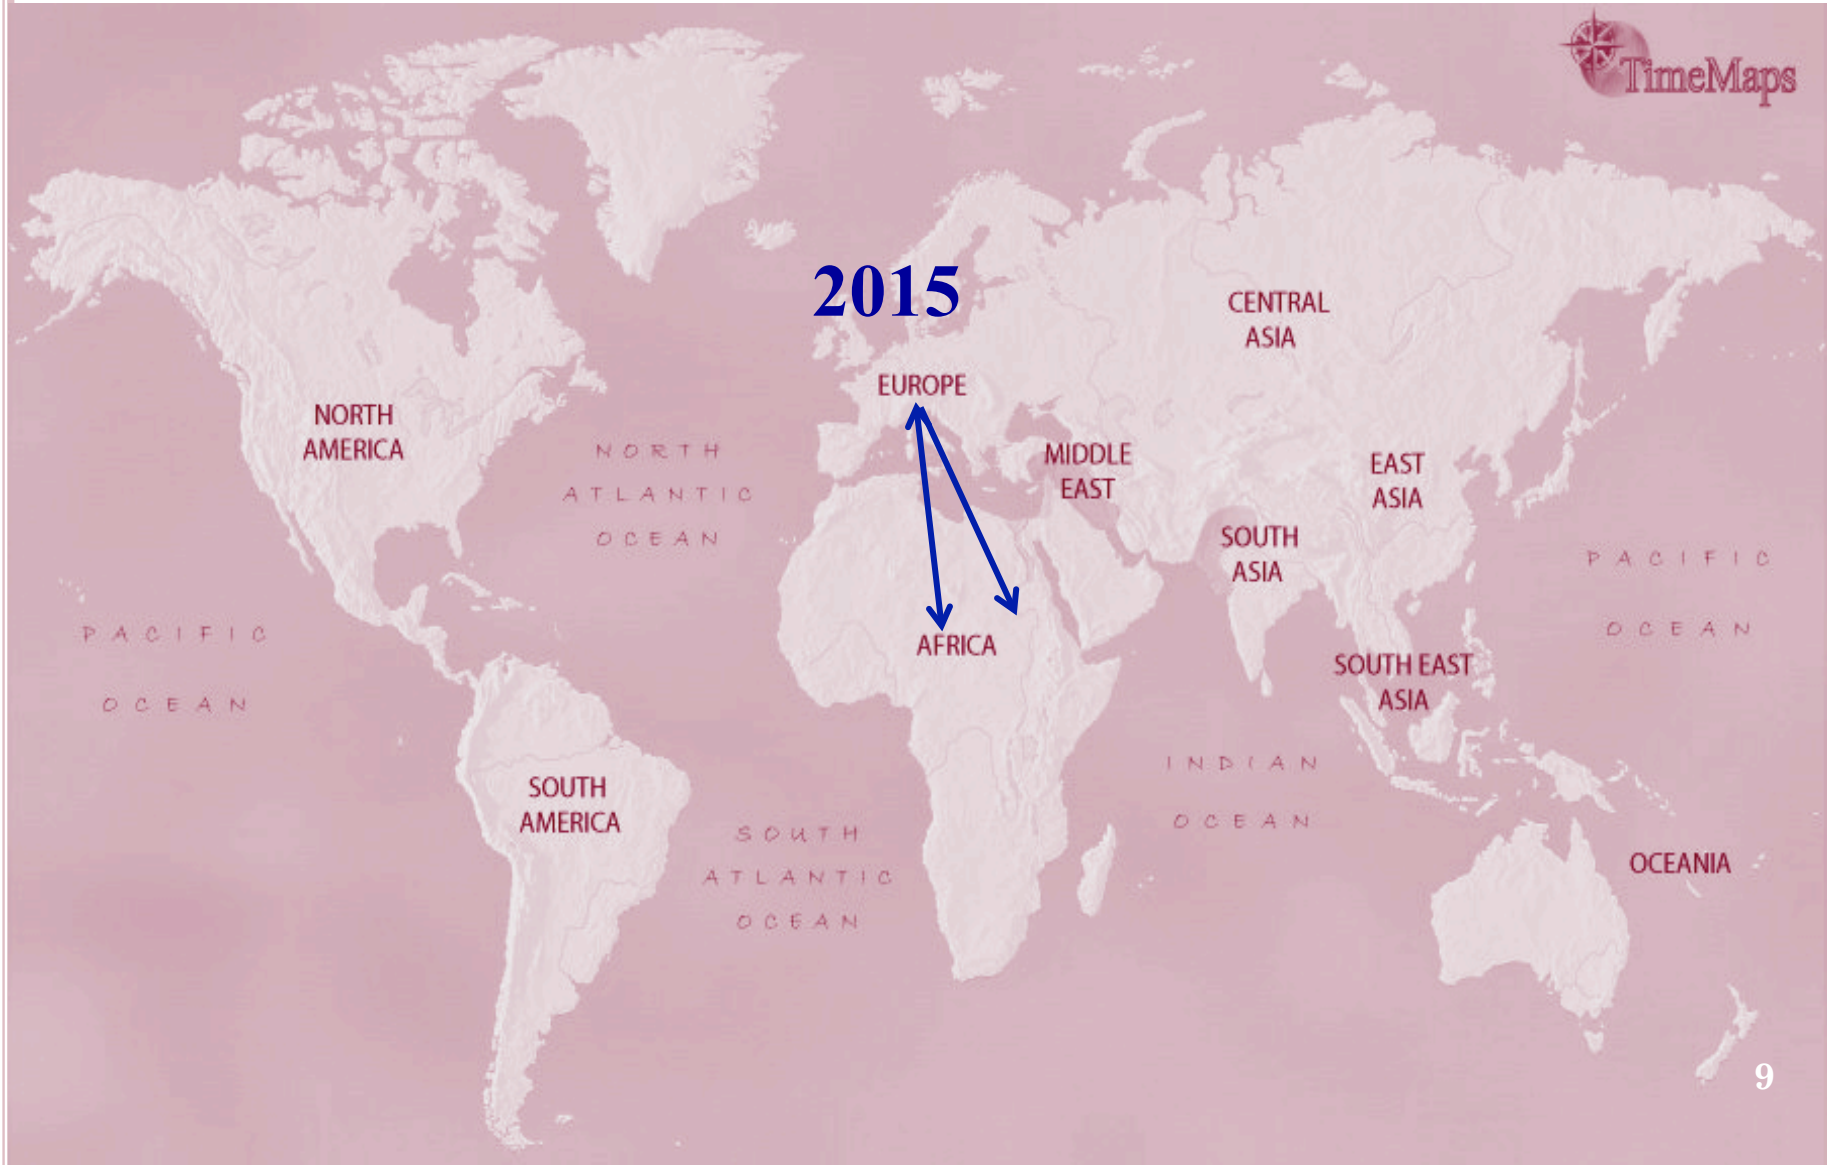 TimeMaps
2015
CENTRAL
ASIA
EUROPE
NORTH
AMERICA
NORTH
ATLANTIC
OCEAN
MIDDLE
EAST
EAST
ASIA
SOUTH
ASIA
PACIFIC
OCEAN
PACIFIC
OCEAN
AFRICA
SOUTH EAST
ASIA
INDIAN
OCEAN
SOUTH
AMERICA
SOUTH
ATLANTIC
OCEAN
OCEANIA
9